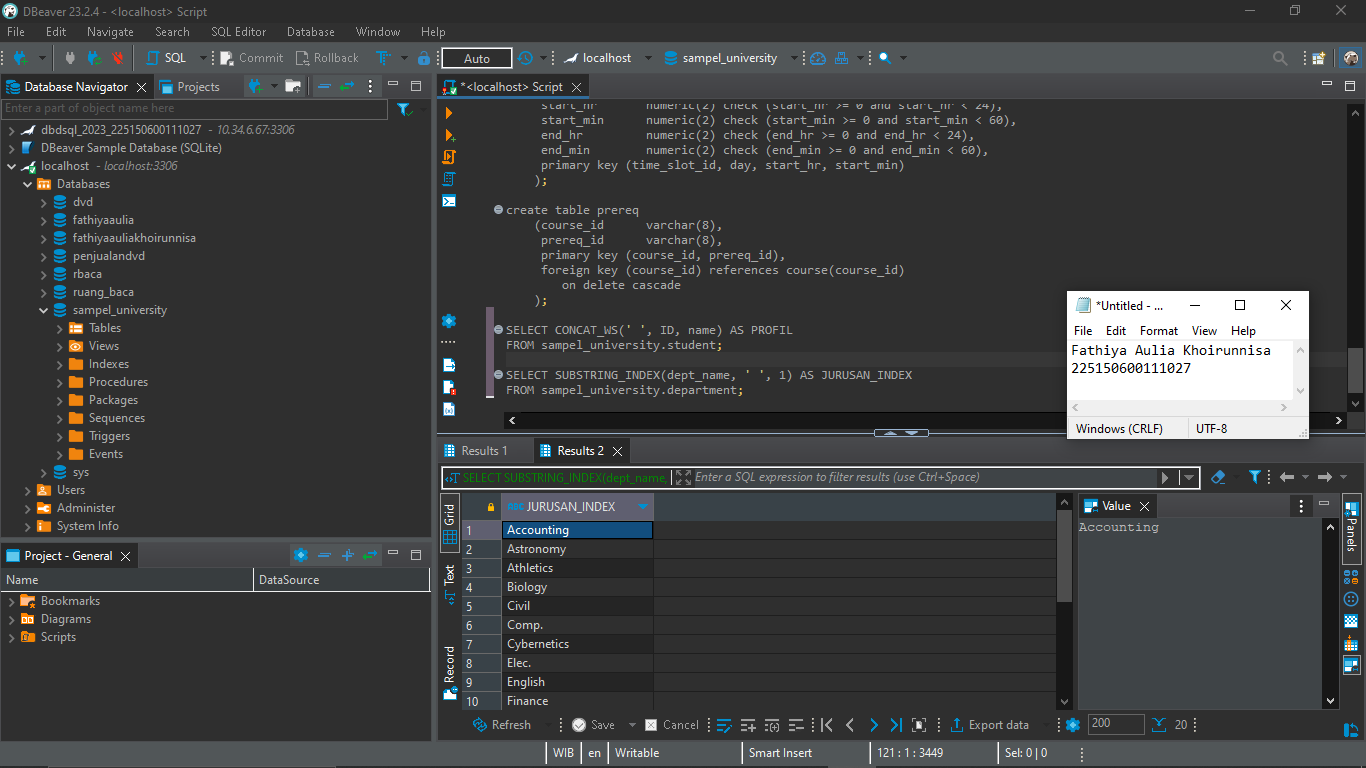 DBeaver 23.2.4 - <localhost> Script
File Edit Navigate Search SQL Editor Database Window Help
SQL Commit Rollback Auto localhost sampel_university
Database Navigator Projects
Enter a part of object name here
dbdsql_2023_225150600111027 - 10.34.6.67:3306
DBeaver Sample Database (SQLite)
localhost - localhost:3306
Databases
dvd
fathiyaaulia
fathiyaauliakhoirunnisa
penjualandvd
rbaca
ruang_baca
sampel_university
Tables
Views
Indexes
Procedures
Packages
Sequences
Triggers
Events
sys
Users
Administer
System Info
Project - General
Name DataSource
Bookmarks
Diagrams
Scripts
*<localhost> Script
start_hr numeric(2) check (start_hr >= 0 and start_hr < 24),
start_min numeric(2) check (start_min >= 0 and start_min < 60),
end_hr numeric(2) check (end_hr >= 0 and end_hr < 24),
end_min numeric(2) check (end_min >= 0 and end_min < 60),
primary key (time_slot_id, day, start_hr, start_min)
);
create table prereq
(course_id varchar(8),
prereq_id varchar(8),
primary key (course_id, prereq_id),
foreign key (course_id) references course(course_id)
on delete cascade
);
SELECT CONCAT_WS(' ', ID, name) AS PROFIL
FROM sampel_university.student;
SELECT SUBSTRING_INDEX(dept_name, ' ', 1) AS JURUSAN_INDEX
FROM sampel_university.department;
*Untitled - ...
File Edit Format View Help
Fathiya Aulia Khoirunnisa
225150600111027
Windows (CRLF) UTF-8
Results 1 Results 2
SELECT SUBSTRING_INDEX(dept_name, Enter a SQL expression to filter results (use Ctrl+Space)
Grid
Text
Record
ABC JURUSAN_INDEX
1 Accounting
2 Astronomy
3 Athletics
4 Biology
5 Civil
6 Comp.
7 Cybernetics
8 Elec.
9 English
10 Finance
Value
Accounting
Panels
Refresh Save Cancel Export data 200 20
WIB en Writable Smart Insert 121 : 1 : 3449 Sel: 0 | 0